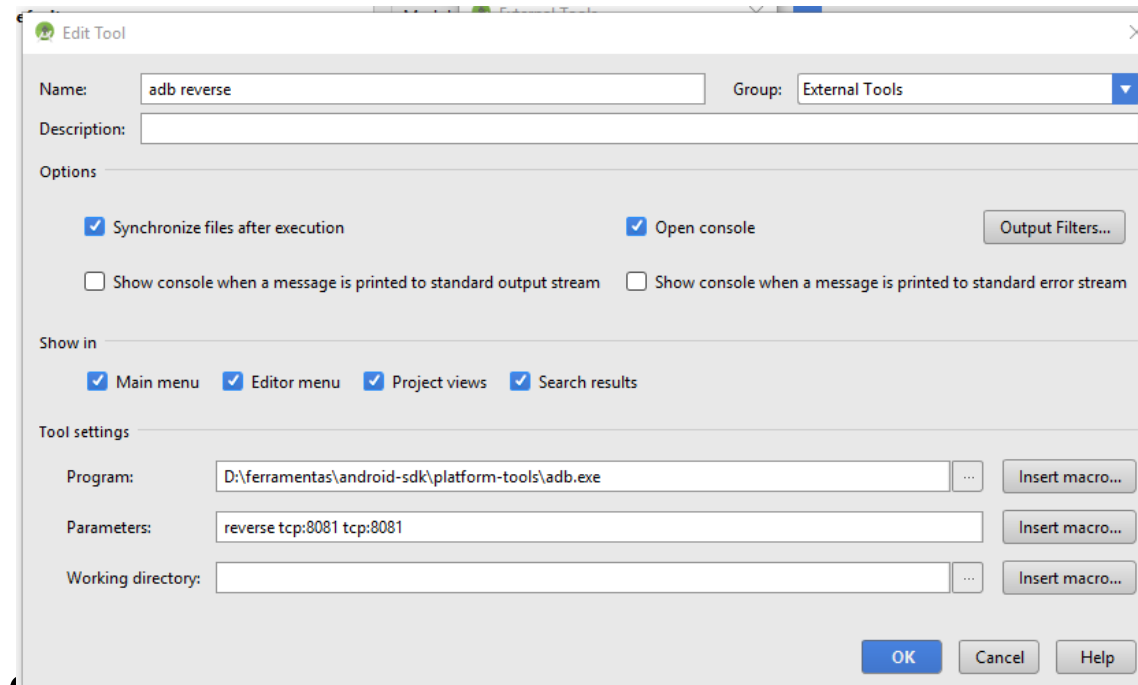 External Tools
Edit Tool
Name: adb reverse Group: External Tools
Description:
Options
Synchronize files after execution Open console Output Filters...
Show console when a message is printed to standard output stream Show console when a message is printed to standard error stream
Show in
Main menu Editor menu Project views Search results
Tool settings
Program: D:\ferramentas\android-sdk\platform-tools\adb.exe ... Insert macro...
Parameters: reverse tcp:8081 tcp:8081 Insert macro...
Working directory: ... Insert macro...
OK Cancel Help